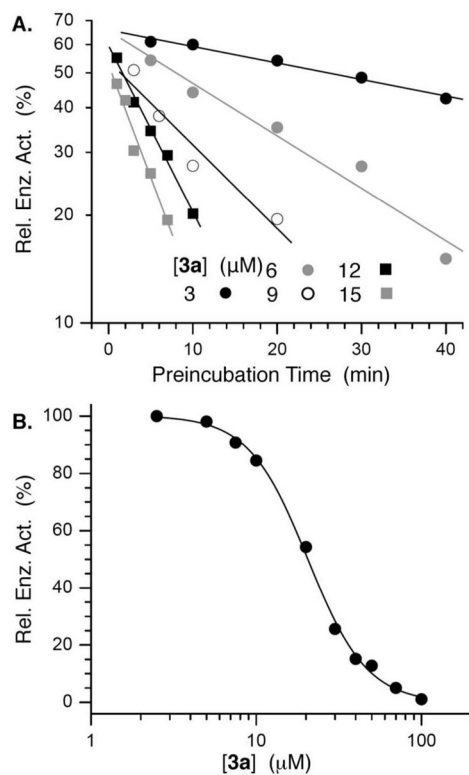 A.
70
60
50
40
30
20
10
Rel. Enz. Act. (%)
[3a] (μM) 6 12
3 9 15
0 10 20 30 40
Preincubation Time (min)
B.
100
80
60
40
20
0
Rel. Enz. Act. (%)
1 10 100
[3a] (μM)